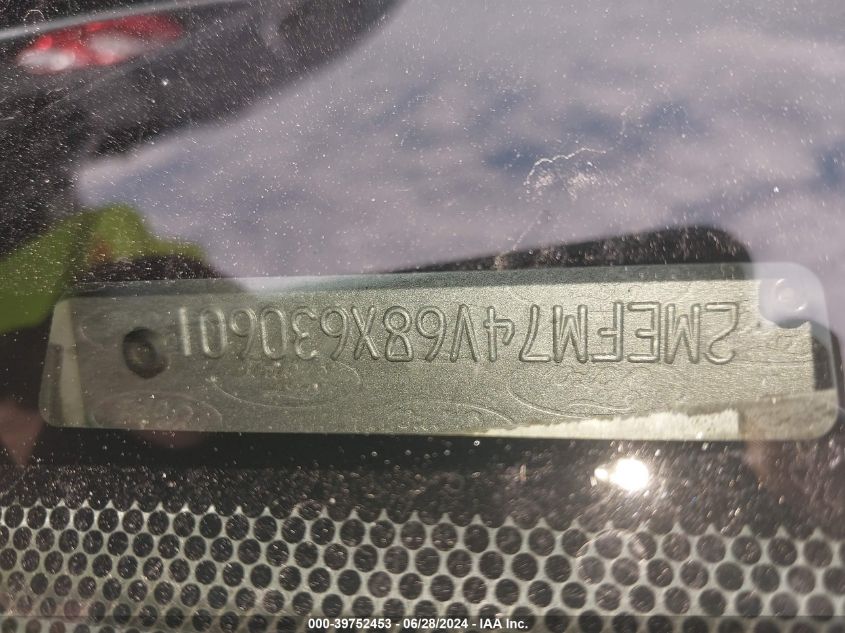 2MEFM74V68X630601
000-39752453 - 06/28/2024 - IAA, Inc.